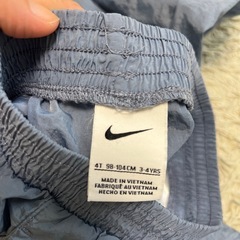 4T 98-104CM 3-4YRS
MADE IN VIETNAM
FABRIQUÉ AU VIETNAM
HECHO EN VIETNAM